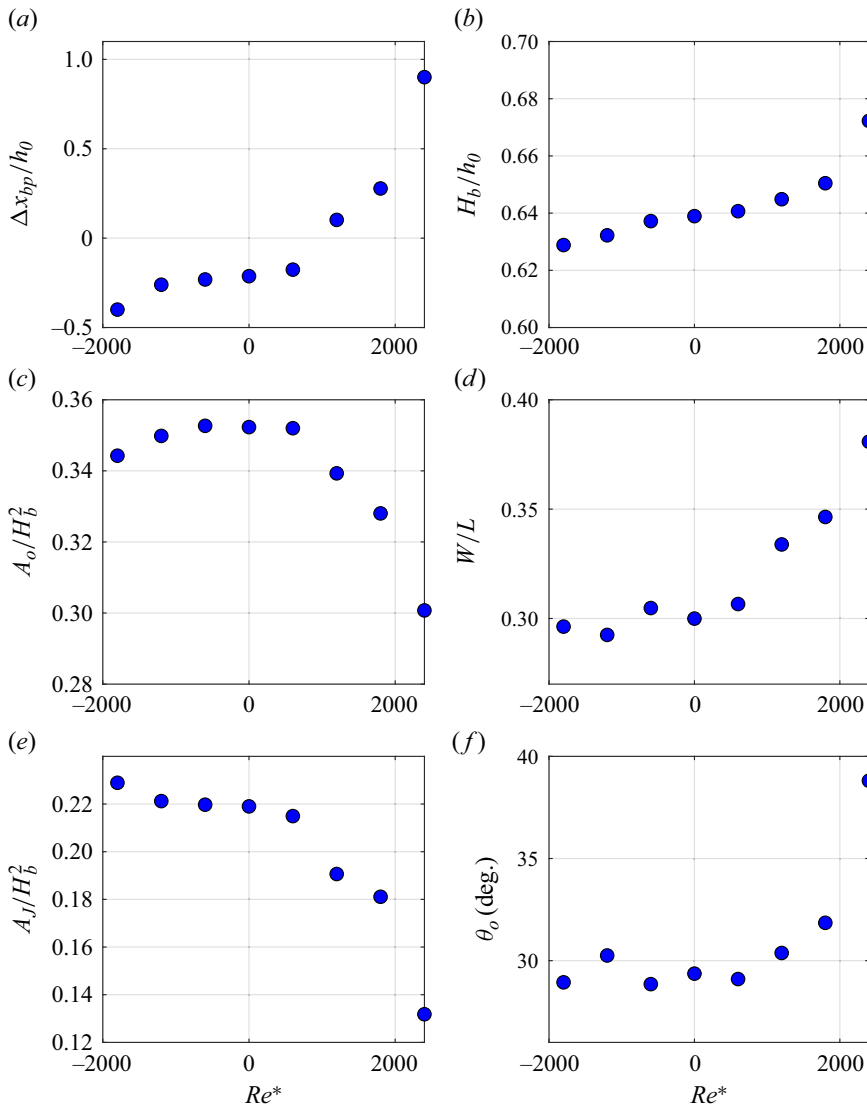 (a)
1.0
0.5
0
–0.5
Δx_{bp}/h_0
–2000 0 2000
(b)
0.70
0.68
0.66
0.64
0.62
0.60
H_b/h_0
–2000 0 2000
(c)
0.36
0.34
0.32
0.30
0.28
A_o/H_b^2
–2000 0 2000
(d)
0.40
0.35
0.30
W/L
–2000 0 2000
(e)
0.22
0.20
0.18
0.16
0.14
0.12
A_J/H_b^2
–2000 0 2000
Re*
(f)
40
35
30
θ_o (deg.)
–2000 0 2000
Re*